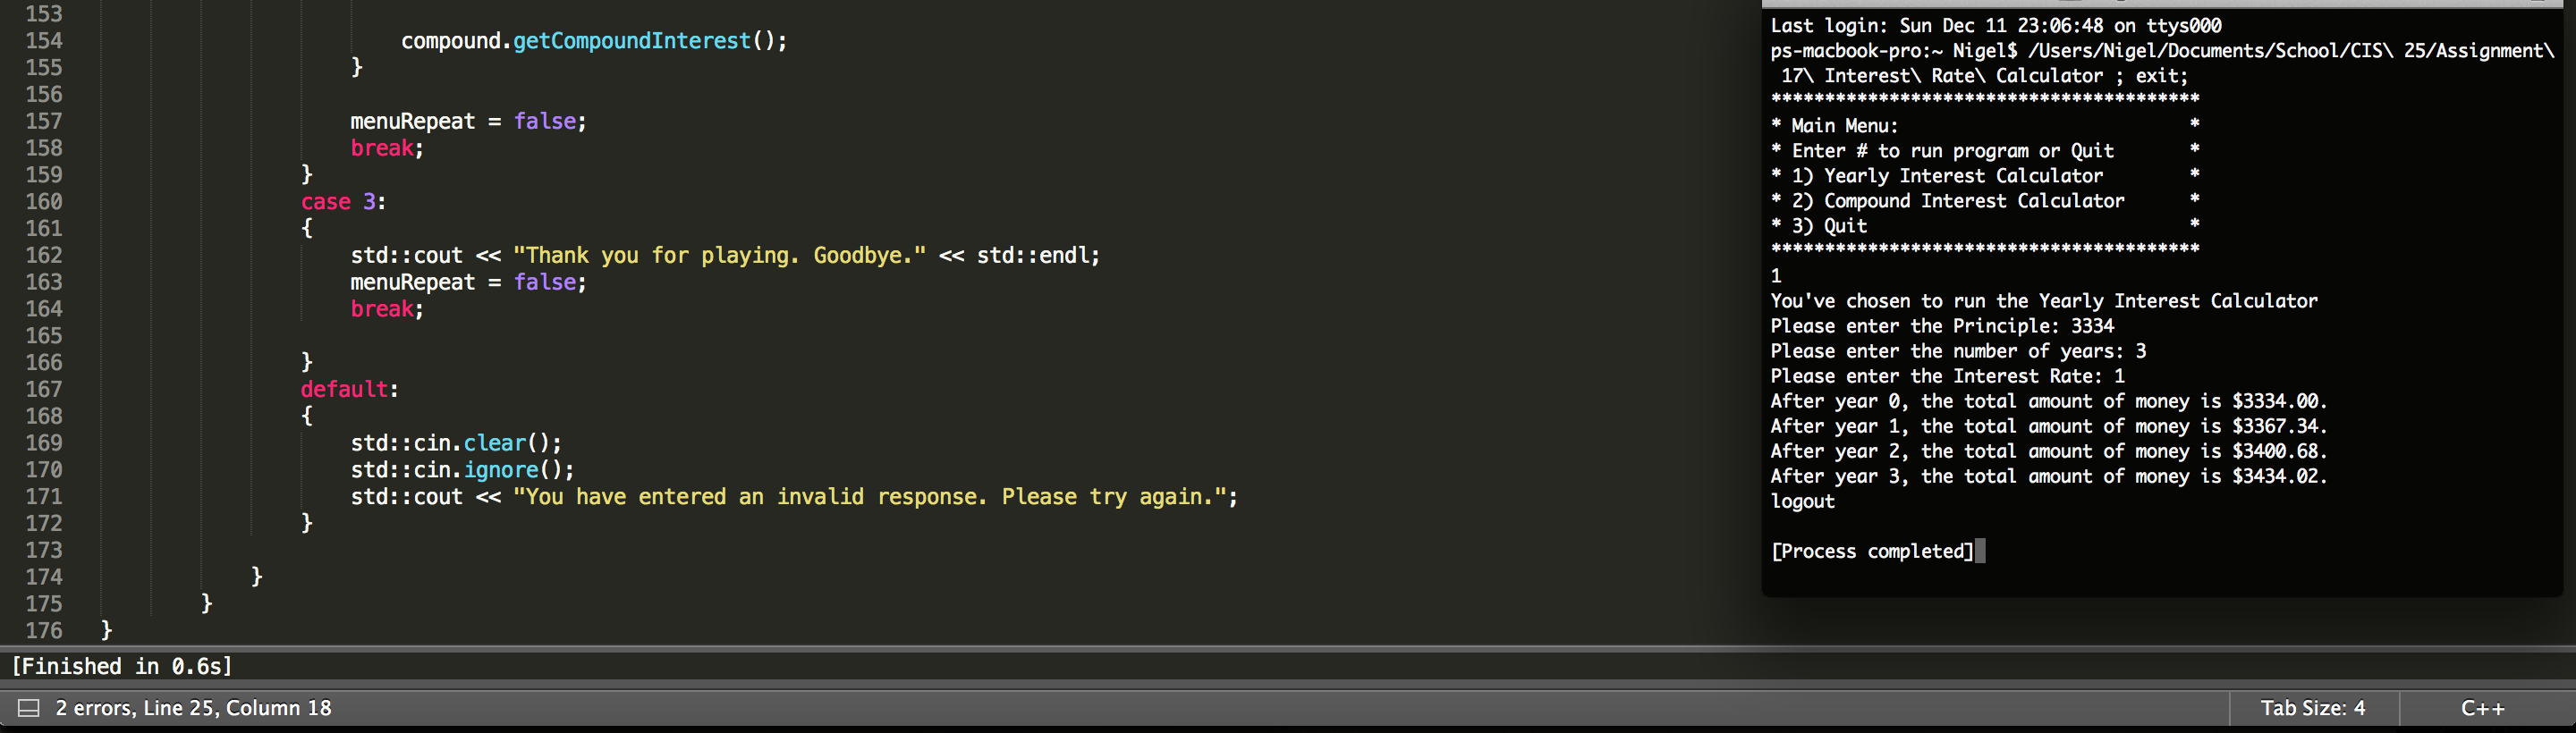 153
154 compound.getCompoundInterest();
155 }
156
157 menuRepeat = false;
158 break;
159 }
160 case 3:
161 {
162 std::cout << "Thank you for playing. Goodbye." << std::endl;
163 menuRepeat = false;
164 break;
165
166 }
167 default:
168 {
169 std::cin.clear();
170 std::cin.ignore();
171 std::cout << "You have entered an invalid response. Please try again.";
172 }
173
174 }
175 }
176 }
[Finished in 0.6s]
2 errors, Line 25, Column 18
Tab Size: 4
C++
Last login: Sun Dec 11 23:06:48 on ttys000
ps-macbook-pro:~ Nigel$ /Users/Nigel/Documents/School/CIS\ 25/Assignment\
 17\ Interest\ Rate\ Calculator ; exit;
****************************************
* Main Menu:                           *
* Enter # to run program or Quit       *
* 1) Yearly Interest Calculator        *
* 2) Compound Interest Calculator      *
* 3) Quit                              *
****************************************
1
You've chosen to run the Yearly Interest Calculator
Please enter the Principle: 3334
Please enter the number of years: 3
Please enter the Interest Rate: 1
After year 0, the total amount of money is $3334.00.
After year 1, the total amount of money is $3367.34.
After year 2, the total amount of money is $3400.68.
After year 3, the total amount of money is $3434.02.
logout
[Process completed]